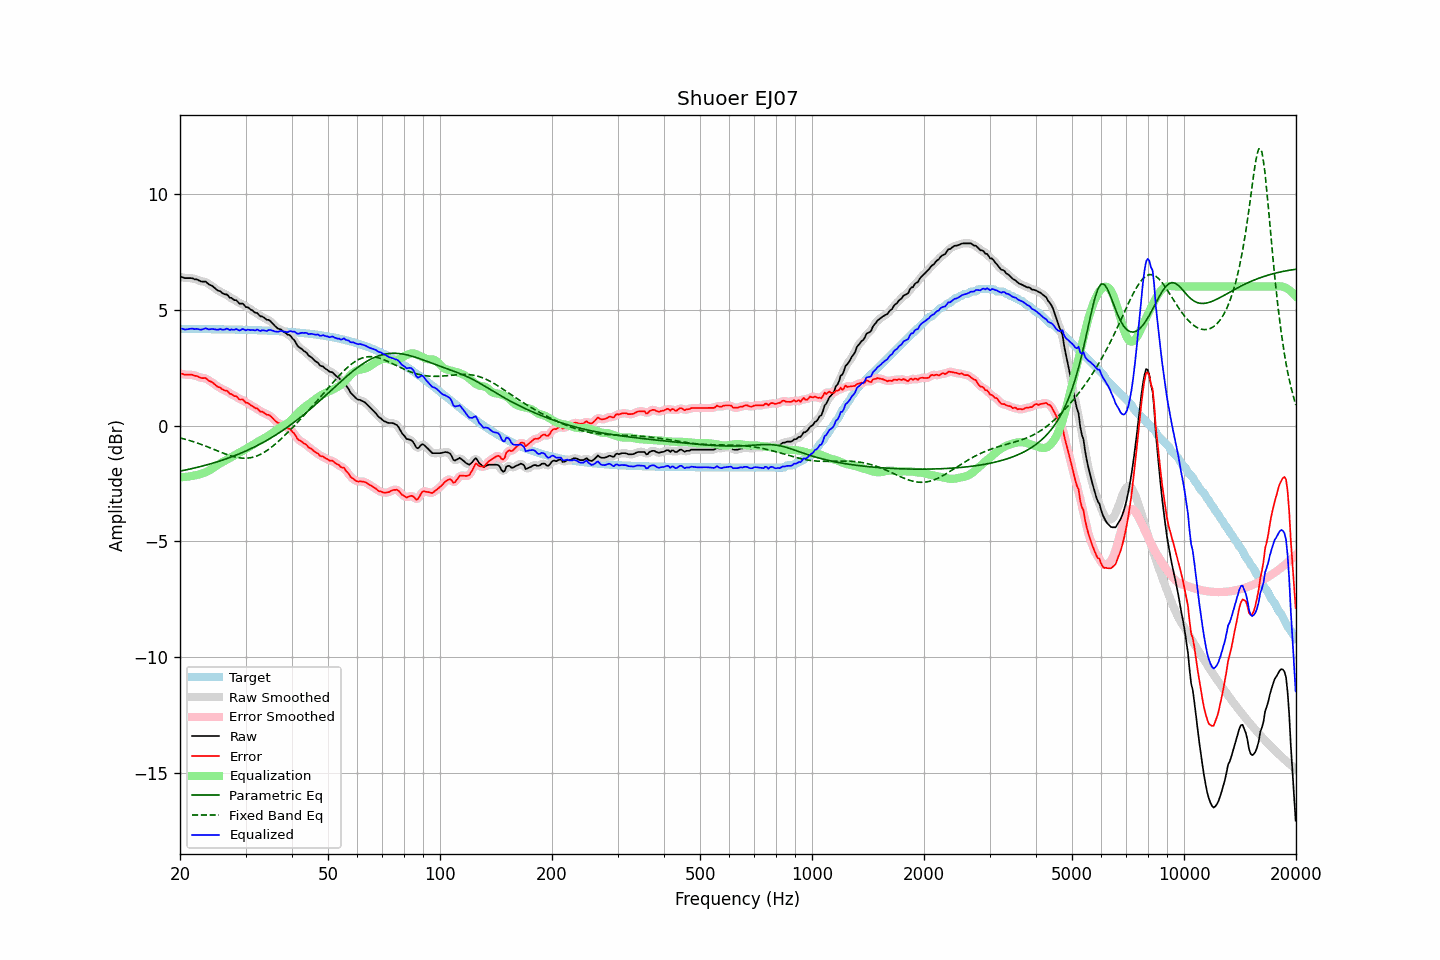 Shuoer EJ07
Amplitude (dBr)
10
5
0
−5
−10
−15
Target
Raw Smoothed
Error Smoothed
Raw
Error
Equalization
Parametric Eq
Fixed Band Eq
Equalized
20 50 100 200 500 1000 2000 5000 10000 20000
Frequency (Hz)